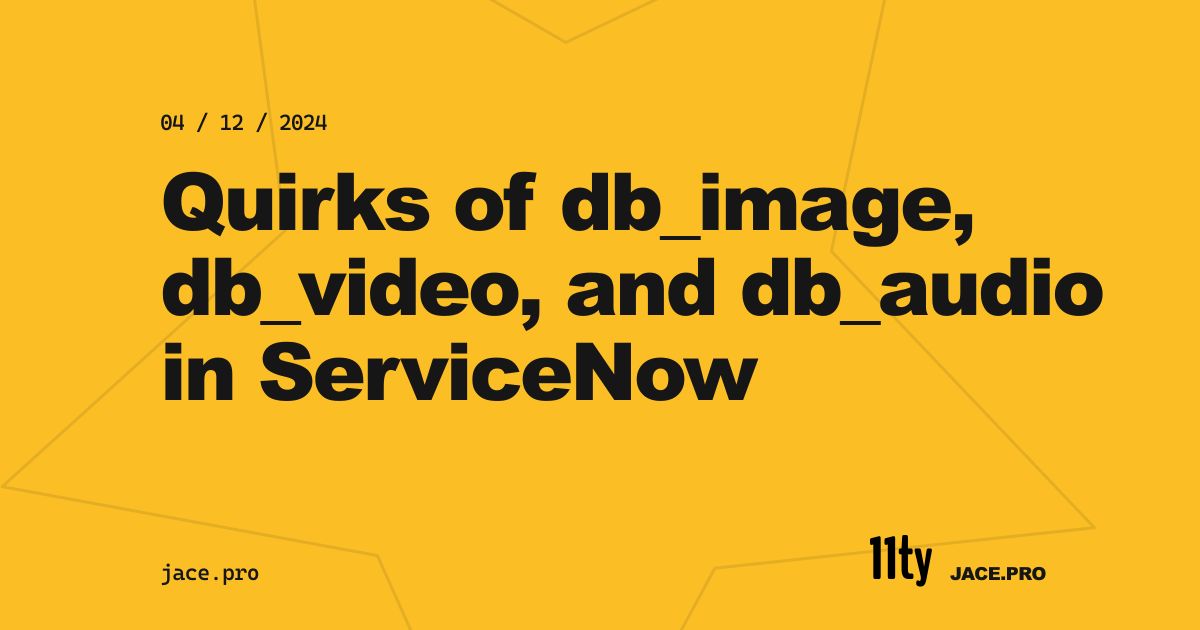 04 / 12 / 2024
Quirks of db_image,
db_video, and db_audio
in ServiceNow
jace.pro
11ty
JACE.PRO